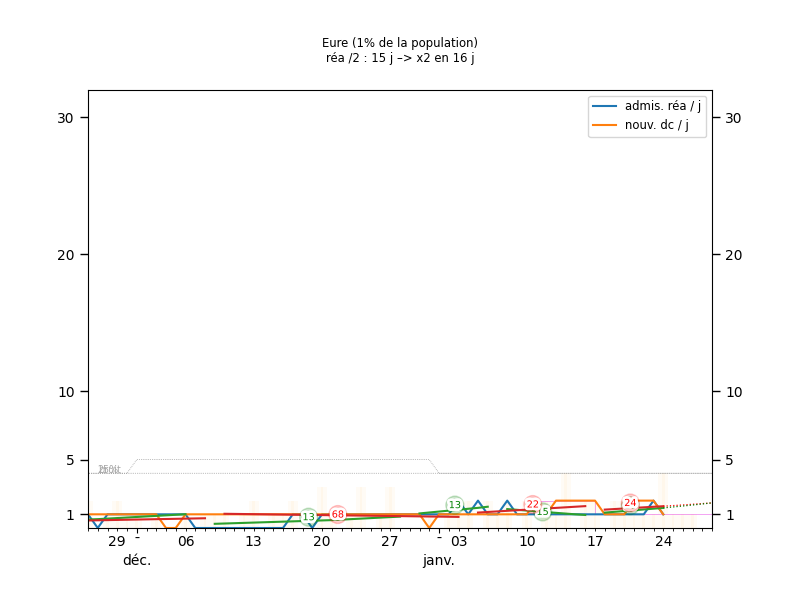 Eure (1% de la population)
réa /2 : 15 j –> x2 en 16 j
admis. réa / j
nouv. dc / j
30 30
20 20
10 10
5 5
1 1
13 68 13 22 15 24
29 - 06 13 20 27 - 03 10 17 24
déc. janv.